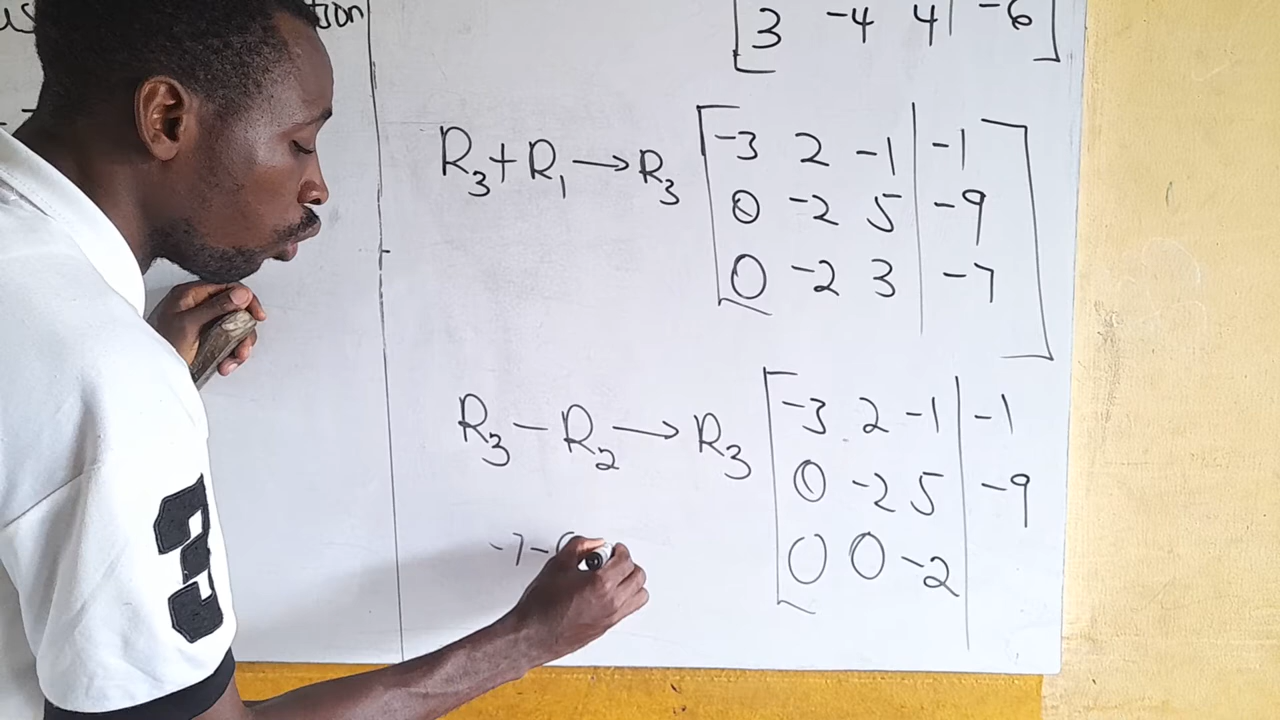 3 -4 4 | -6
R₃ + R₁ → R₃
-3 2 -1 | -1
0 -2 5 | -9
0 -2 3 | -7
R₃ - R₂ → R₃
-3 2 -1 | -1
0 -2 5 | -9
0 0 -2 |
-7-(
3